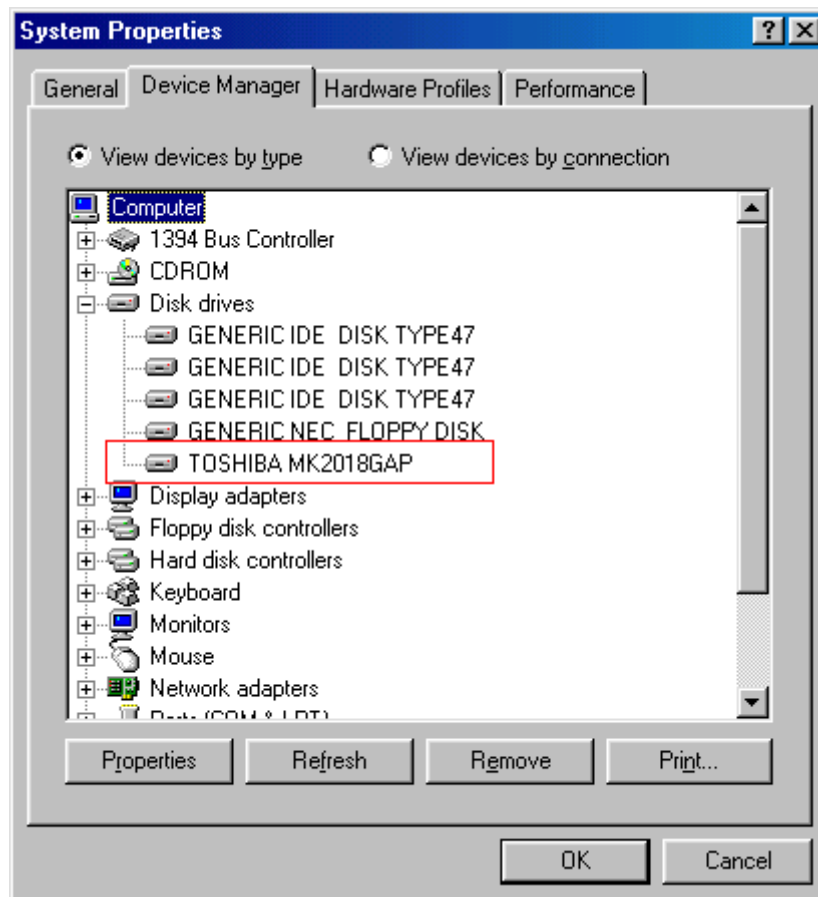 System Properties
General Device Manager Hardware Profiles Performance
View devices by type View devices by connection
Computer
1394 Bus Controller
CDROM
Disk drives
GENERIC IDE DISK TYPE47
GENERIC IDE DISK TYPE47
GENERIC IDE DISK TYPE47
GENERIC NEC FLOPPY DISK
TOSHIBA MK2018GAP
Display adapters
Floppy disk controllers
Hard disk controllers
Keyboard
Monitors
Mouse
Network adapters
Ports (COM & LPT)
Properties Refresh Remove Print...
OK Cancel